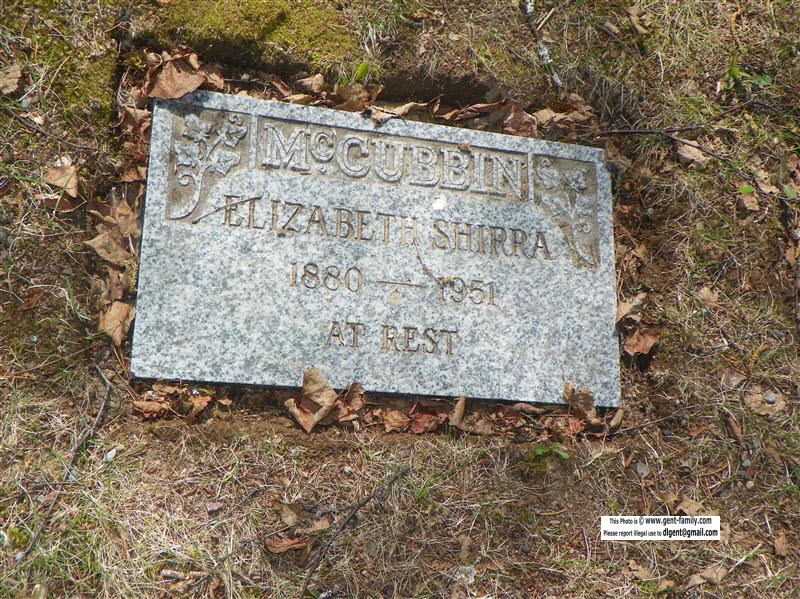 McCUBBIN
ELIZABETH SHIRRA
1880 — 1951
AT REST
This Photo is © www.gent-family.com
Please report illegal use to dlgent@gmail.com